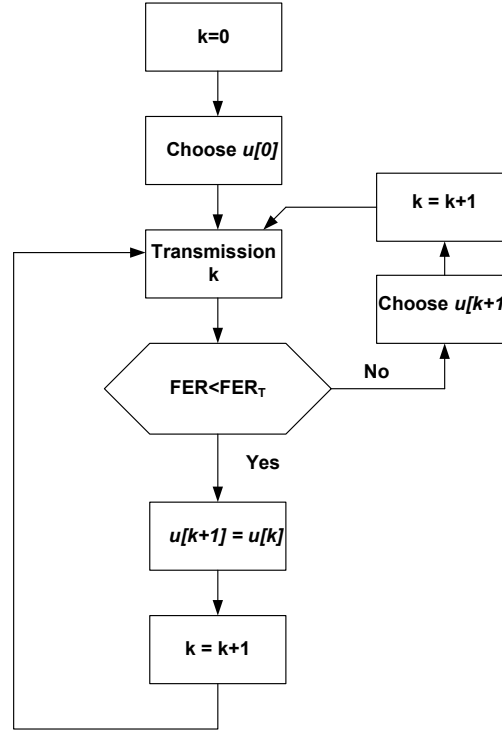 k=0
Choose u[0]
Transmission
k
k = k+1
Choose u[k+1
FER<FER_T
No
Yes
u[k+1] = u[k]
k = k+1